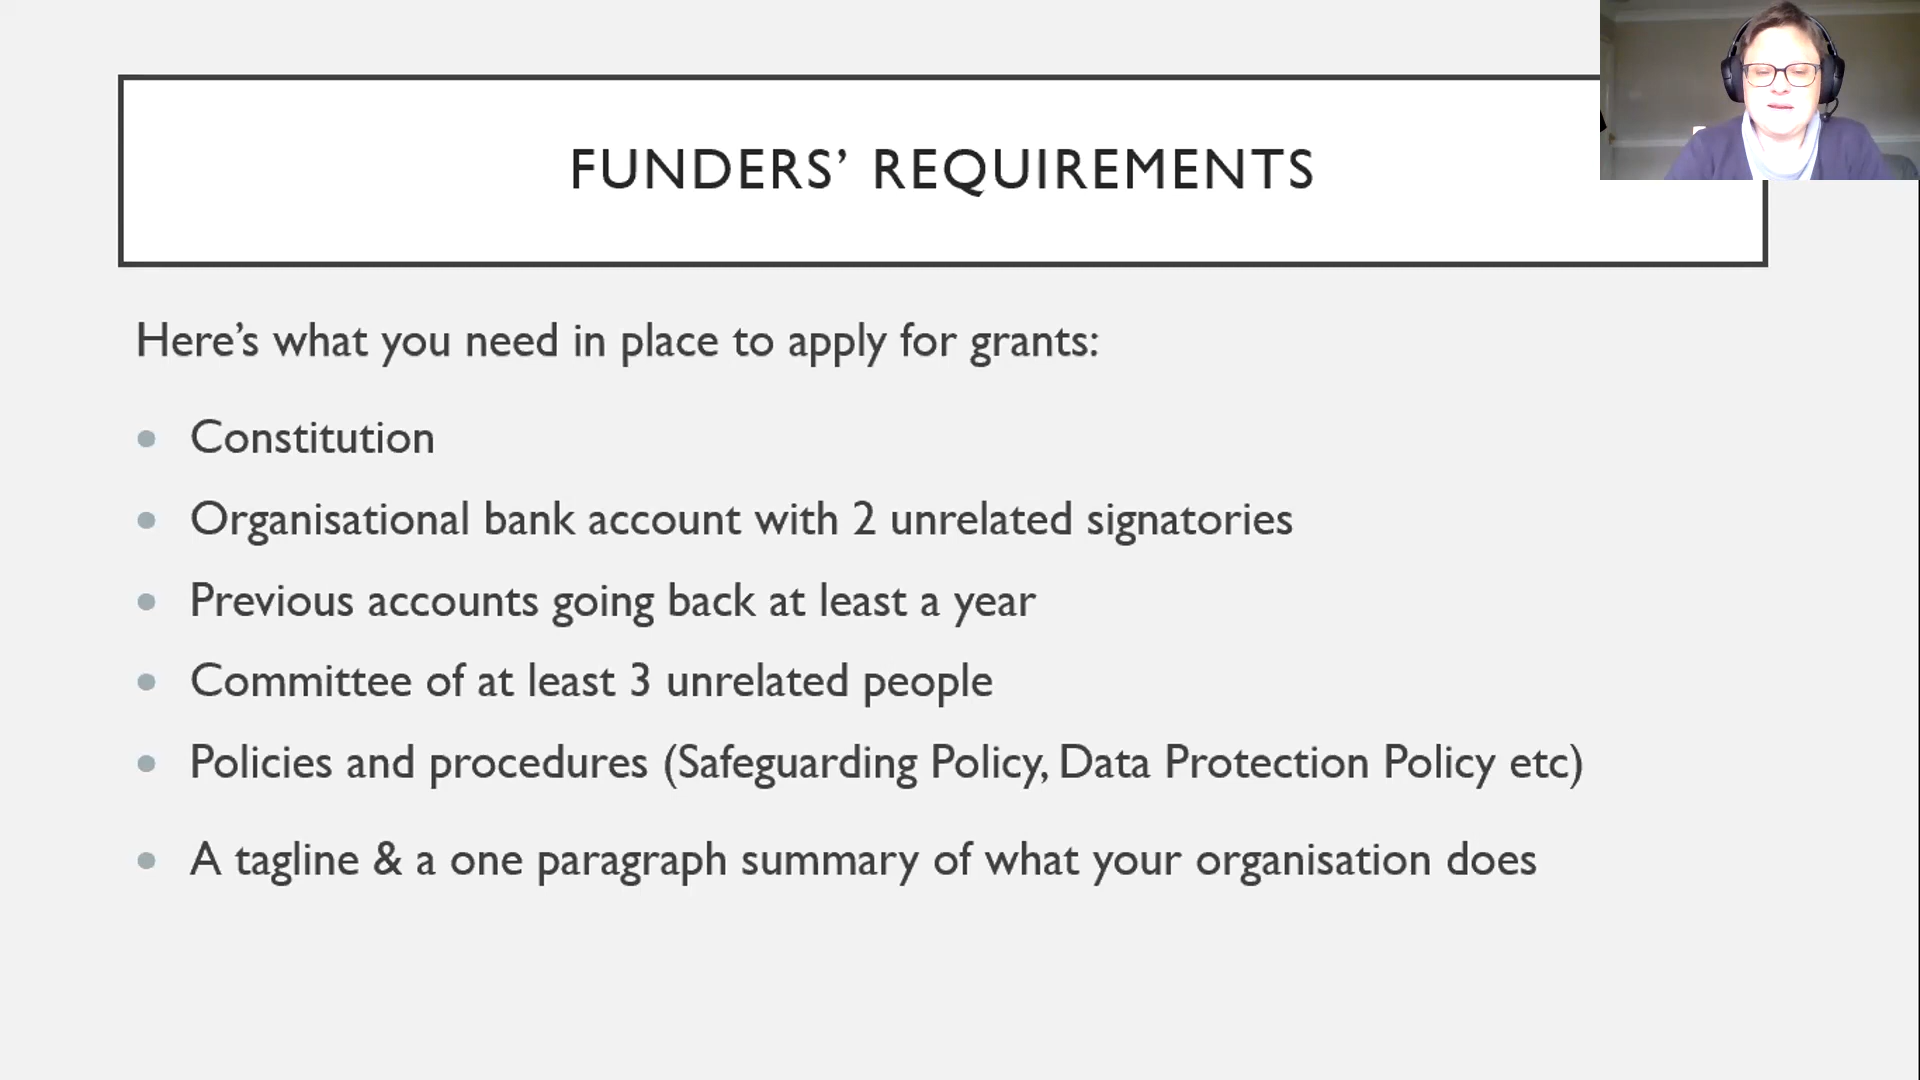 FUNDERS’ REQUIREMENTS
Here’s what you need in place to apply for grants:
• Constitution
• Organisational bank account with 2 unrelated signatories
• Previous accounts going back at least a year
• Committee of at least 3 unrelated people
• Policies and procedures (Safeguarding Policy, Data Protection Policy etc)
• A tagline & a one paragraph summary of what your organisation does